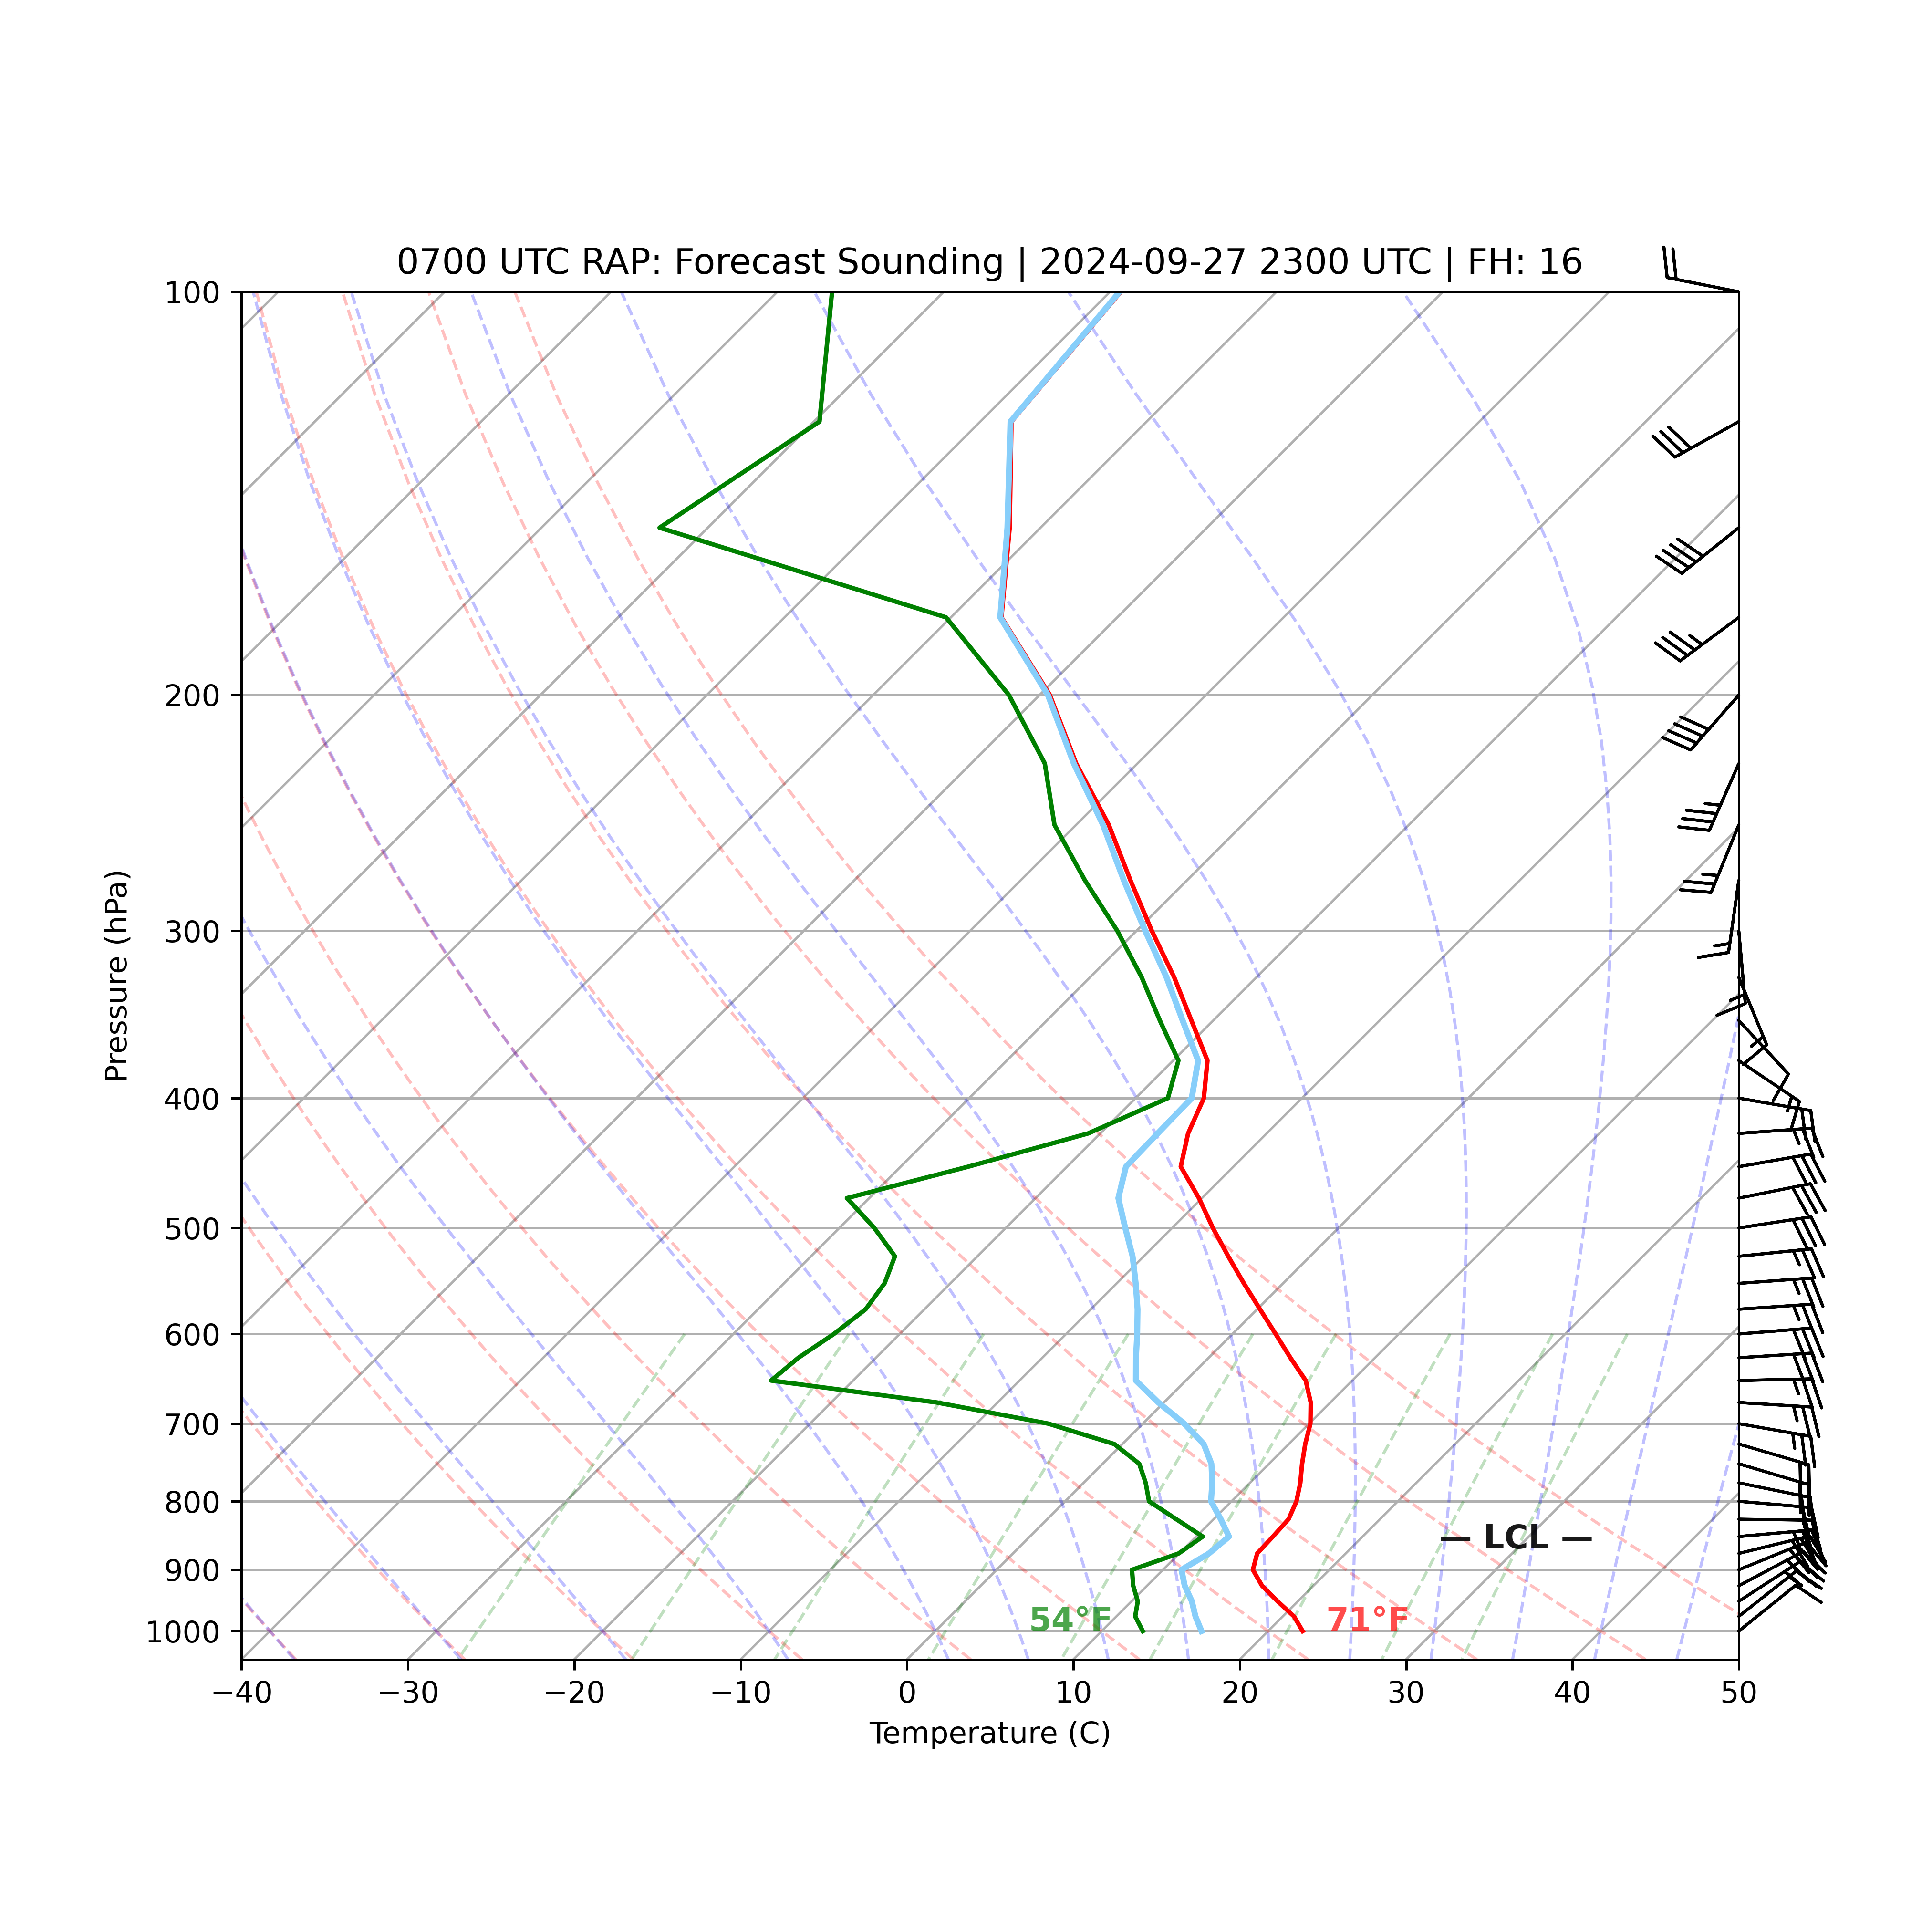 0700 UTC RAP: Forecast Sounding | 2024-09-27 2300 UTC | FH: 16
100
200
300
400
500
600
700
800
900
1000
Pressure (hPa)
— LCL —
54°F
71°F
−40 −30 −20 −10 0 10 20 30 40 50
Temperature (C)